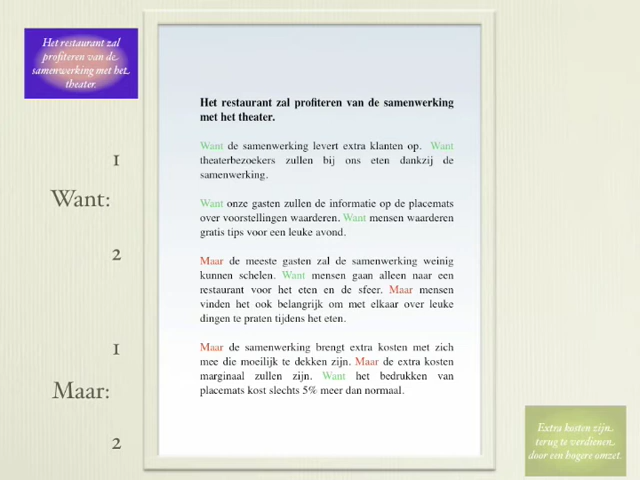 Het restaurant zal
profiteren van de
samenwerking met het
theater.
Het restaurant zal profiteren van de samenwerking
met het theater.
1
Want de samenwerking levert extra klanten op. Want
theaterbezoekers zullen bij ons eten dankzij de
samenwerking.
Want:
Want onze gasten zullen de informatie op de placemats
over voorstellingen waarderen. Want mensen waarderen
gratis tips voor een leuke avond.
2
Maar de meeste gasten zal de samenwerking weinig
kunnen schelen. Want mensen gaan alleen naar een
restaurant voor het eten en de sfeer. Maar mensen
vinden het ook belangrijk om met elkaar over leuke
dingen te praten tijdens het eten.
1
Maar de samenwerking brengt extra kosten met zich
mee die moeilijk te dekken zijn. Maar de extra kosten
marginaal zullen zijn. Want het bedrukken van
placemats kost slechts 5% meer dan normaal.
Maar:
2
Extra kosten zijn
terug te verdienen
door een hogere omzet.